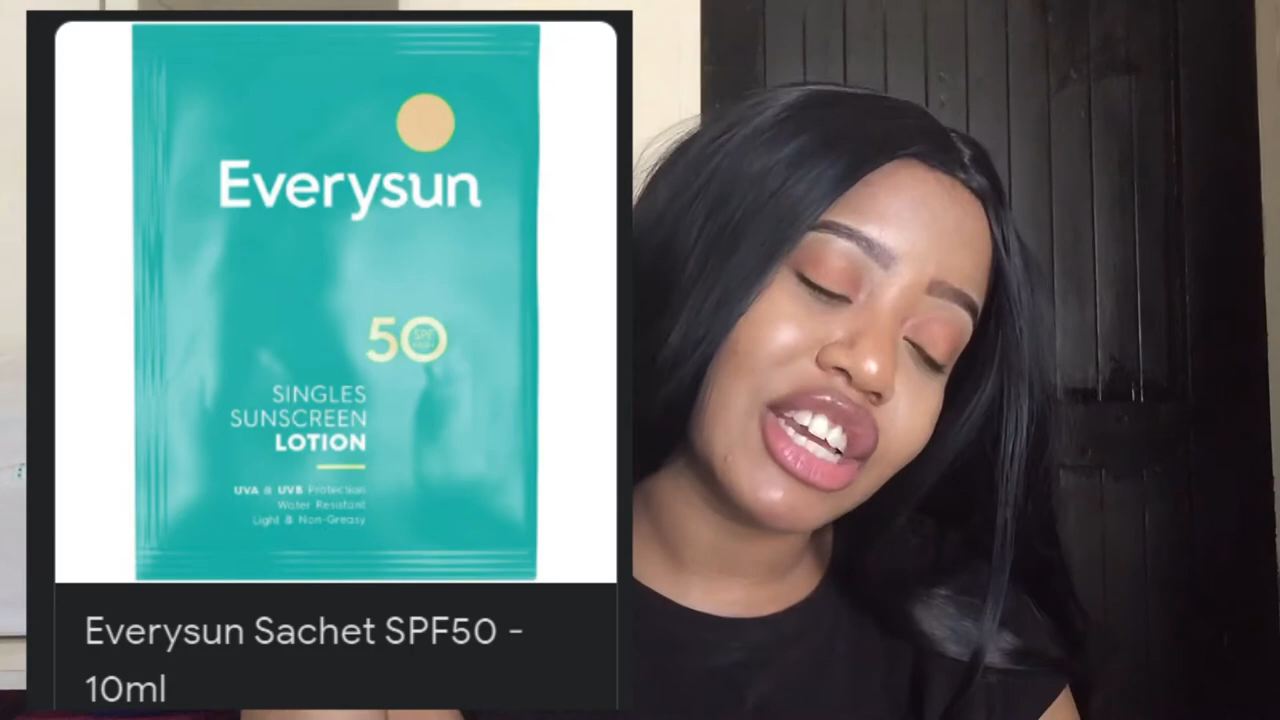 Everysun
50
SINGLES
SUNSCREEN
LOTION
UVA & UVB Protection
Water Resistant
Light & Non-Greasy
Everysun Sachet SPF50 -
10ml